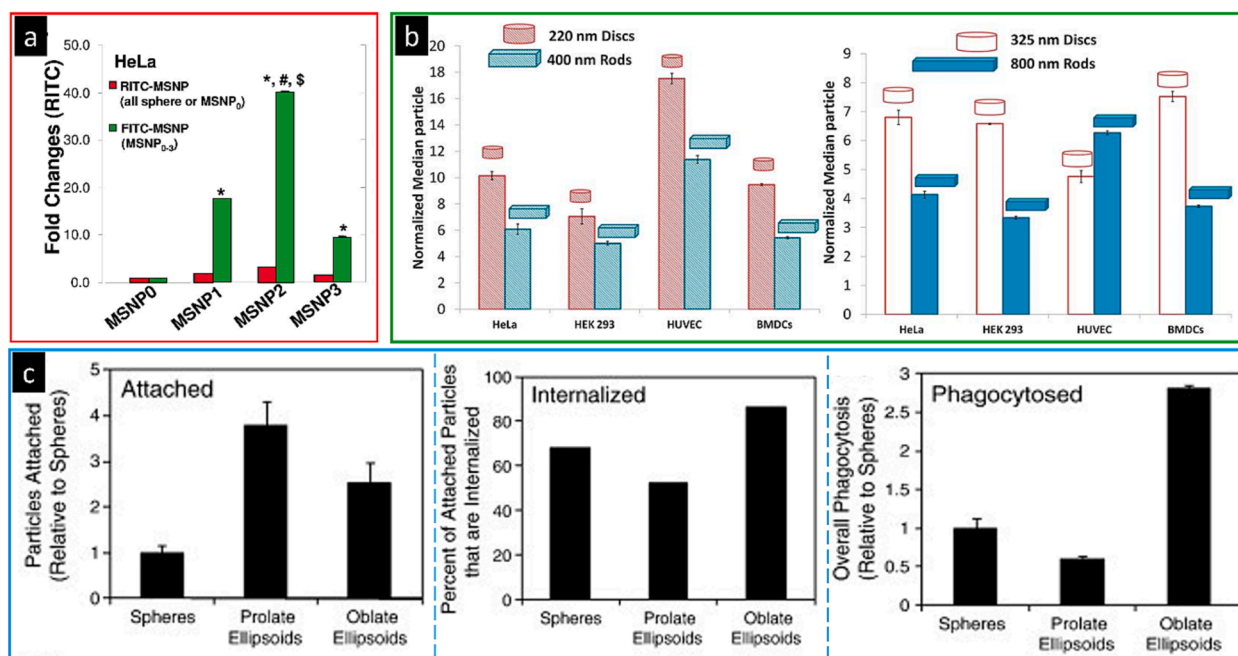 a
Fold Changes (RITC)
50.0
40.0
30.0
20.0
10.0
0.0
HeLa
RITC-MSNP
(all sphere or MSNP0)
FITC-MSNP
(MSNP0-3)
*
*, #, $
*
MSNP0
MSNP1
MSNP2
MSNP3
b
Normalized Median particle
20
18
16
14
12
10
8
6
4
2
0
220 nm Discs
400 nm Rods
HeLa
HEK 293
HUVEC
BMDCs
Normalized Median particle
9
8
7
6
5
4
3
2
1
0
325 nm Discs
800 nm Rods
HeLa
HEK 293
HUVEC
BMDCs
c
Particles Attached
(Relative to Spheres)
5
4
3
2
1
0
Attached
Spheres
Prolate
Ellipsoids
Oblate
Ellipsoids
Percent of Attached Particles
that are Internalized
100
80
60
40
20
0
Internalized
Spheres
Prolate
Ellipsoids
Oblate
Ellipsoids
Overall Phagocytosis
(Relative to Spheres)
3
2.5
2
1.5
1
0.5
0
Phagocytosed
Spheres
Prolate
Ellipsoids
Oblate
Ellipsoids